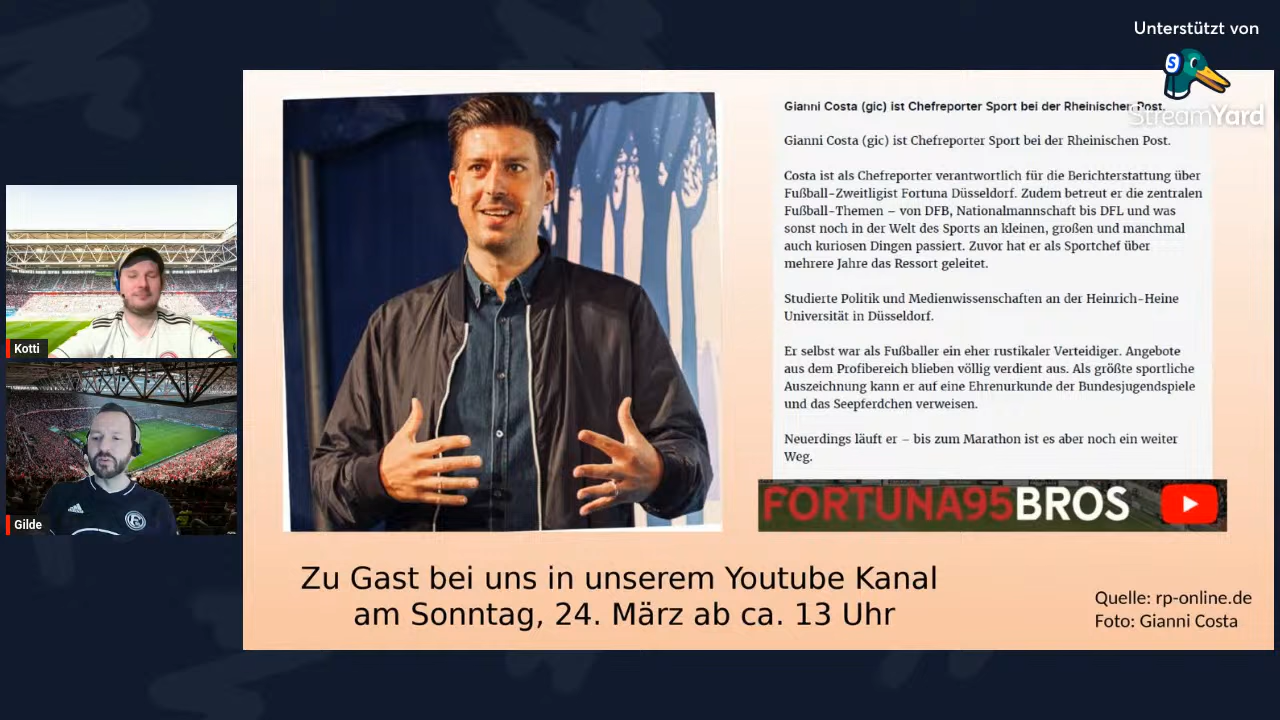 Unterstützt von
StreamYard
Gianni Costa (gic) ist Chefreporter Sport bei der Rheinischen Post.
Gianni Costa (gic) ist Chefreporter Sport bei der Rheinischen Post.
Costa ist als Chefreporter verantwortlich für die Berichterstattung über
Fußball-Zweitligist Fortuna Düsseldorf. Zudem betreut er die zentralen
Fußball-Themen – von DFB, Nationalmannschaft bis DFL und was
sonst noch in der Welt des Sports an kleinen, großen und manchmal
auch kuriosen Dingen passiert. Zuvor hat er als Sportchef über
mehrere Jahre das Ressort geleitet.
Studierte Politik und Medienwissenschaften an der Heinrich-Heine
Universität in Düsseldorf.
Er selbst war als Fußballer ein eher rustikaler Verteidiger. Angebote
aus dem Profibereich blieben völlig verdient aus. Als größte sportliche
Auszeichnung kann er auf eine Ehrenurkunde der Bundesjugendspiele
und das Seepferdchen verweisen.
Neuerdings läuft er – bis zum Marathon ist es aber noch ein weiter
Weg.
FORTUNA95BROS
Kotti
Gilde
Zu Gast bei uns in unserem Youtube Kanal
am Sonntag, 24. März ab ca. 13 Uhr
Quelle: rp-online.de
Foto: Gianni Costa